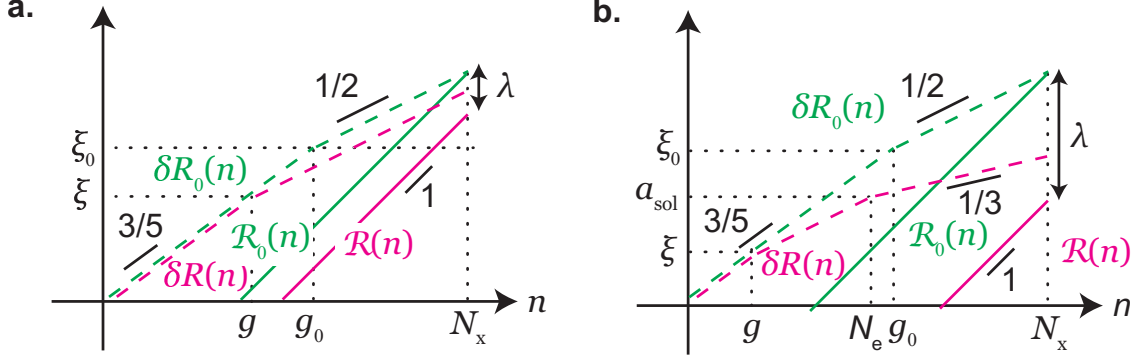 a.
1/2
λ
ξ₀
δR₀(n)
ξ
1
3/5
ℛ₀(n)
ℛ(n)
δR(n)
n
g
g₀
Nₓ
b.
1/2
δR₀(n)
ξ₀
λ
a_sol
1/3
3/5
ℛ₀(n)
ξ
δR(n)
ℛ(n)
1
n
g
Nₑ
g₀
Nₓ